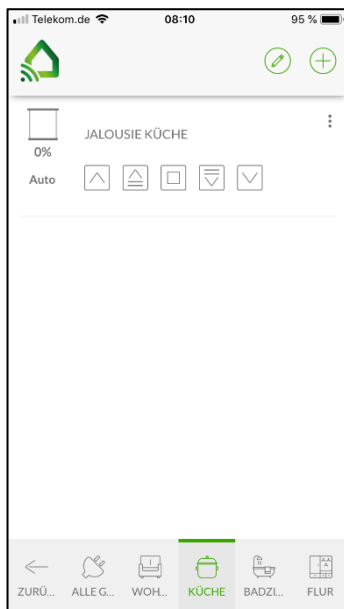 Telekom.de 08:10 95 %
JALOUSIE KÜCHE
0%
Auto
ZURÜ... ALLE G... WOH... KÜCHE BADZI... FLUR